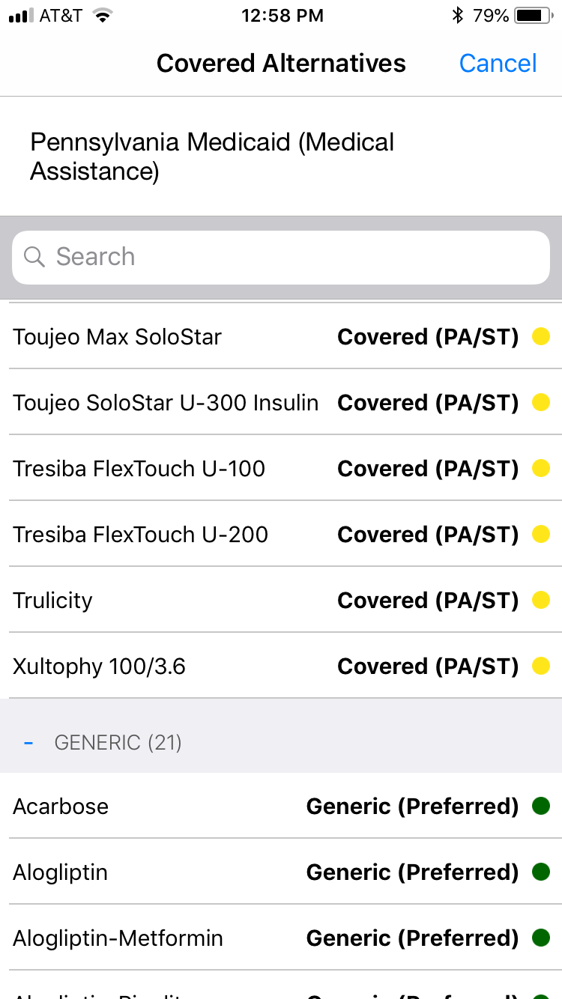 AT&T 12:58 PM 79%
Covered Alternatives Cancel
Pennsylvania Medicaid (Medical
Assistance)
Search
Toujeo Max SoloStar Covered (PA/ST)
Toujeo SoloStar U-300 Insulin Covered (PA/ST)
Tresiba FlexTouch U-100 Covered (PA/ST)
Tresiba FlexTouch U-200 Covered (PA/ST)
Trulicity Covered (PA/ST)
Xultophy 100/3.6 Covered (PA/ST)
- GENERIC (21)
Acarbose Generic (Preferred)
Alogliptin Generic (Preferred)
Alogliptin-Metformin Generic (Preferred)